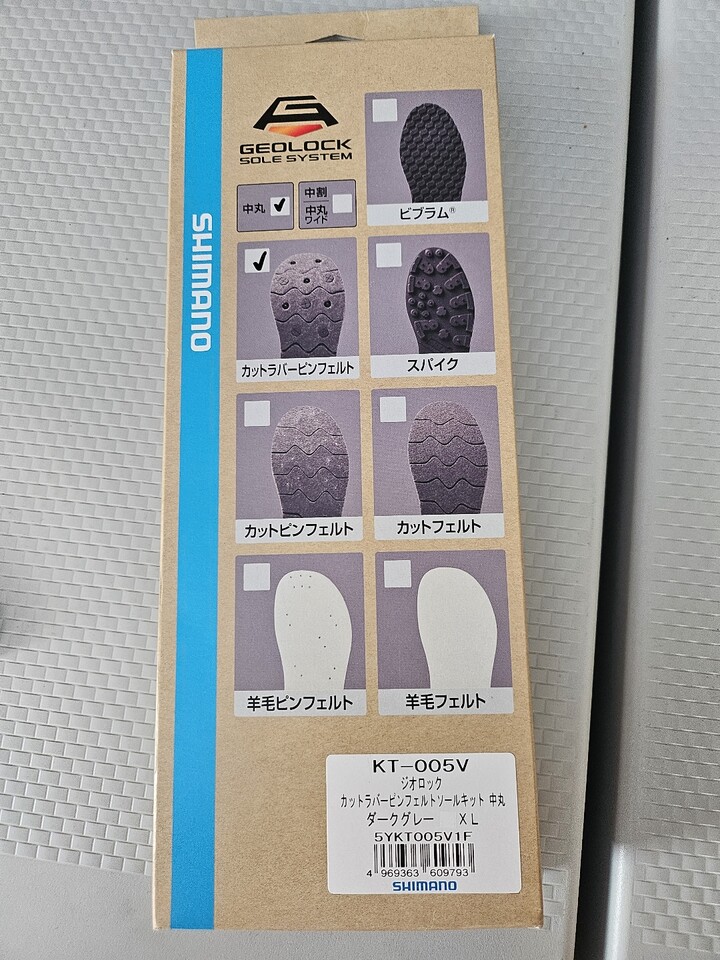 SHIMANO
GEOLOCK
SOLE SYSTEM
中丸
中割
中丸
ワイド
ビブラム®
カットラバーピンフェルト
スパイク
カットピンフェルト
カットフェルト
羊毛ピンフェルト
羊毛フェルト
KT-005V
ジオロック
カットラバーピンフェルトソールキット 中丸
ダークグレー XL
5YKT005V1F
4 969363 609793
SHIMANO